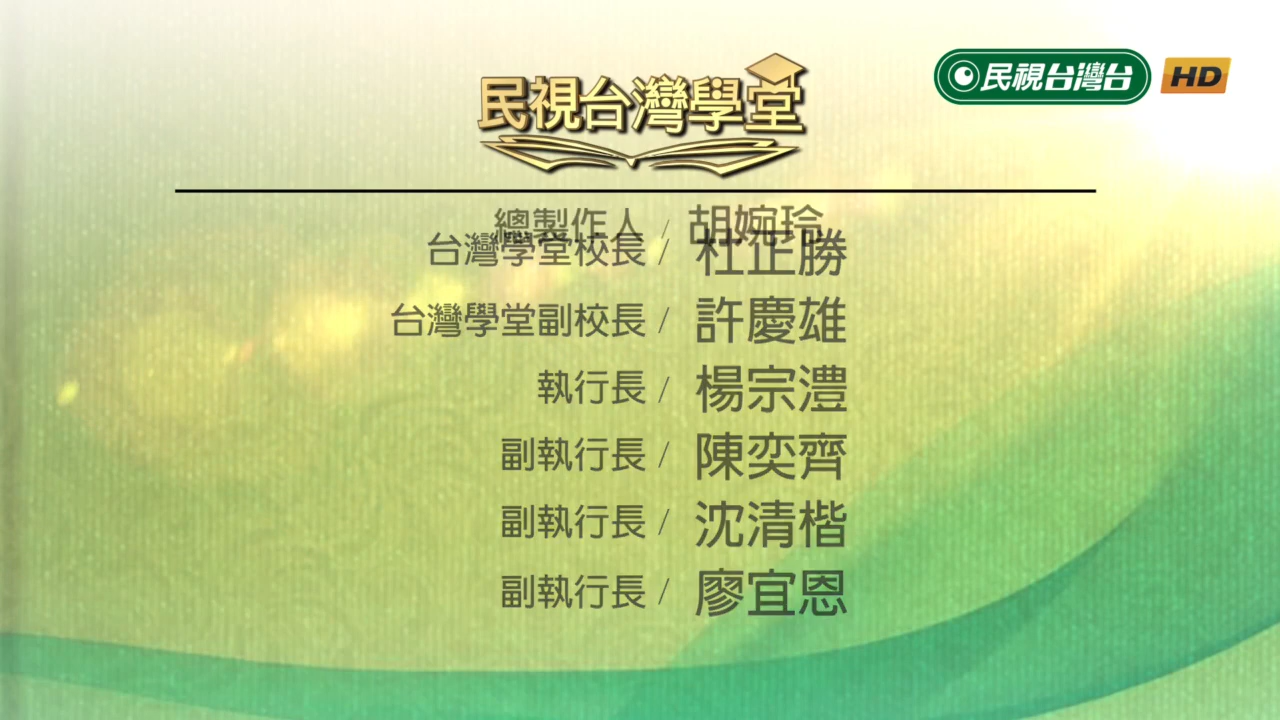 民視台灣學堂
民視台灣台 HD
總製作人 / 胡婉玲
台灣學堂校長 / 杜正勝
台灣學堂副校長 / 許慶雄
執行長 / 楊宗澧
副執行長 / 陳奕齊
副執行長 / 沈清楷
副執行長 / 廖宜恩